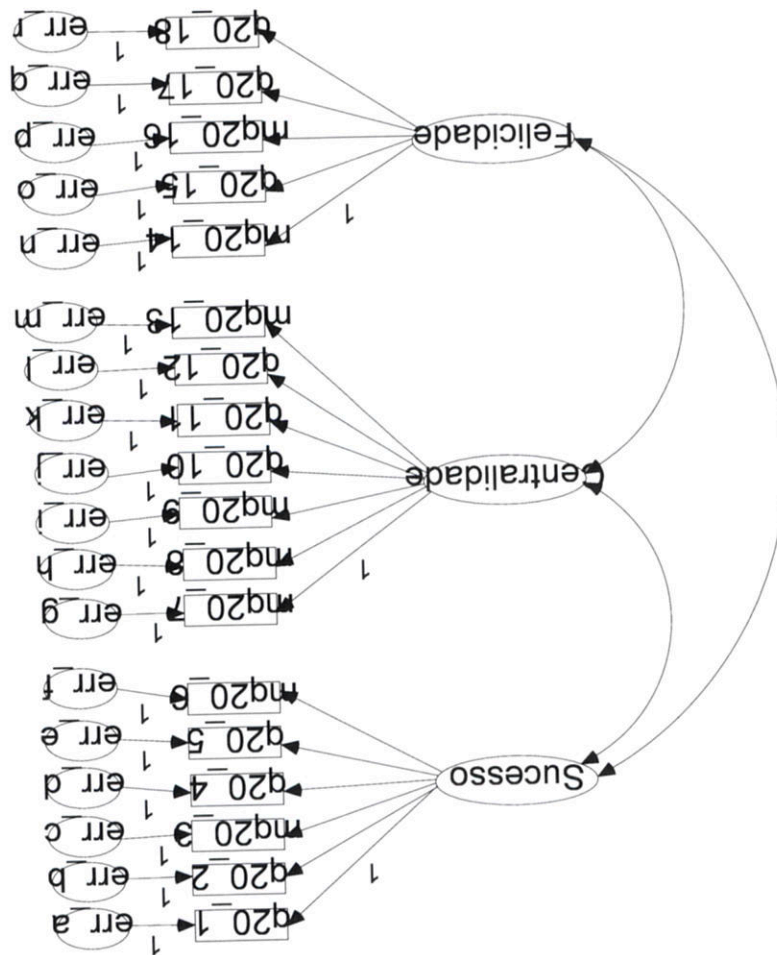 1
q20_1 err_a
1
1
q20_2 err_b
1
mq20_3 err_c
1
Sucesso q20_4 err_d
1
q20_5 err_e
1
mq20_6 err_f
1
mq20_7 err_g
1
1
mq20_8 err_h
1
mq20_9 err_i
1
entralidade q20_10 err_j
1
q20_11 err_k
1
q20_12 err_l
1
mq20_13 err_m
1
mq20_14 err_n
1
1
q20_15 err_o
1
Felicidade mq20_16 err_p
1
q20_17 err_q
1
q20_18 err_r